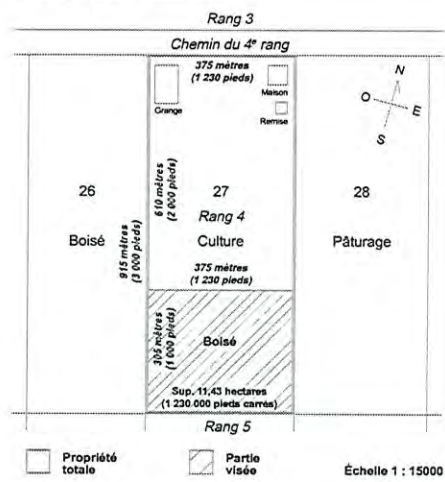 Rang 3
Chemin du 4e rang
375 mètres
(1 230 pieds)
Grange
Maison
Remise
N
O
E
S
26
Boisé
915 mètres
(3 000 pieds)
610 mètres
(2 000 pieds)
27
Rang 4
Culture
375 mètres
(1 230 pieds)
28
Pâturage
305 mètres
(1 000 pieds)
Boisé
Sup. 11,43 hectares
(1 230 000 pieds carrés)
Rang 5
Propriété
totale
Partie
visée
Échelle 1 : 15000